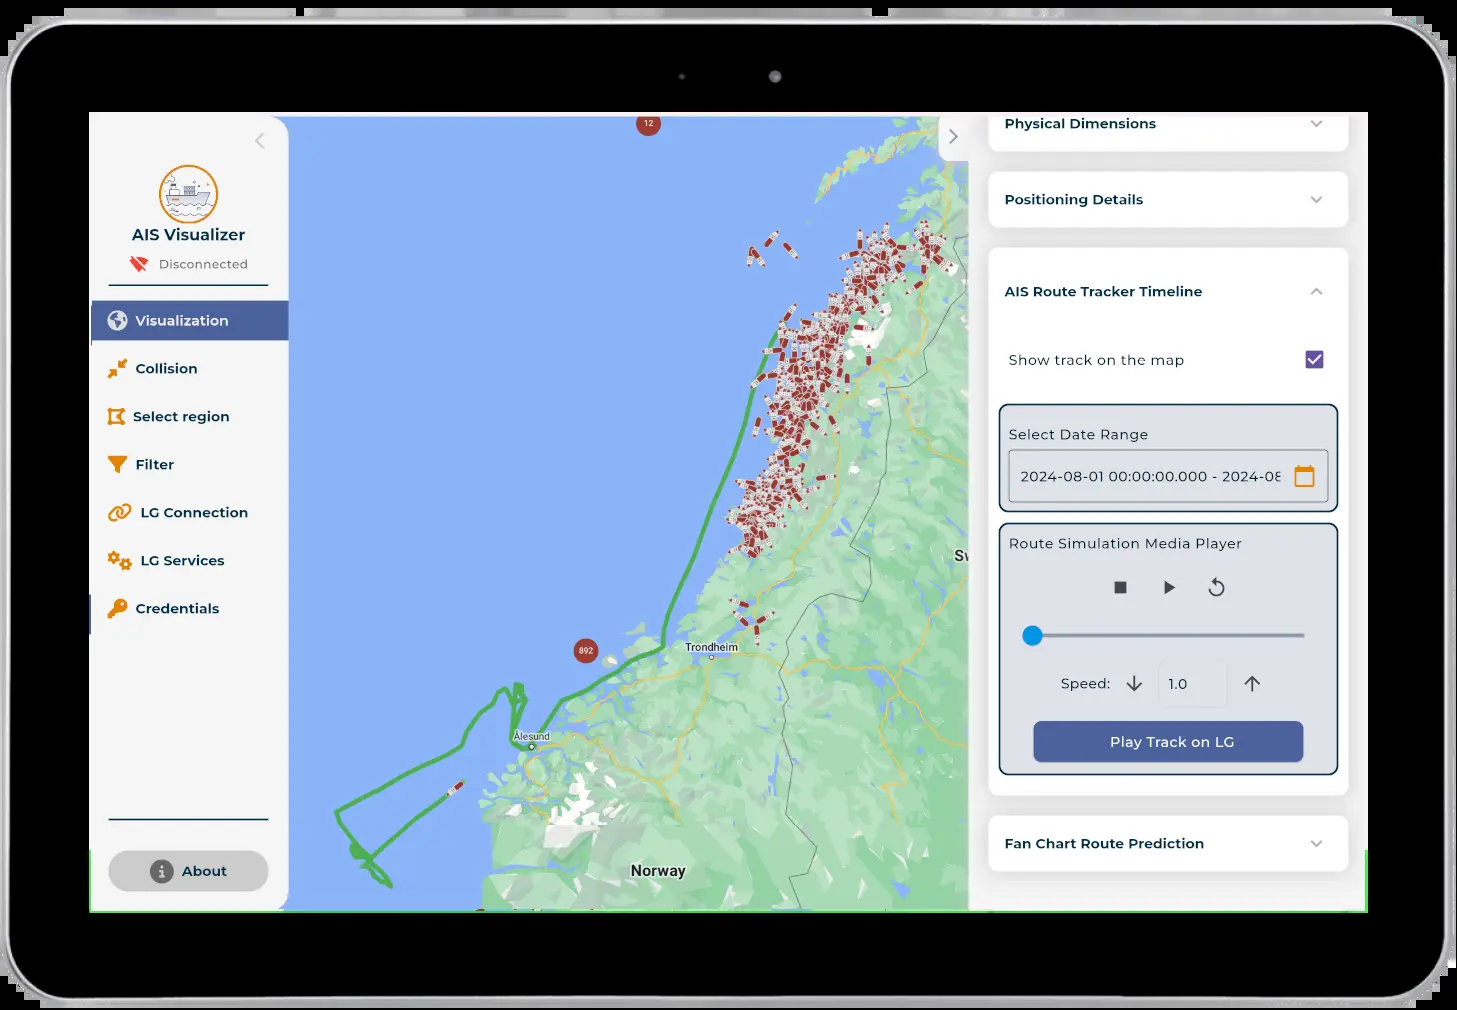 AIS Visualizer
Disconnected
Visualization
Collision
Select region
Filter
LG Connection
LG Services
Credentials
About
12
892
Trondheim
Ålesund
Norway
Sw
Physical Dimensions
Positioning Details
AIS Route Tracker Timeline
Show track on the map
Select Date Range
2024-08-01 00:00:00.000 - 2024-08
Route Simulation Media Player
Speed: 1.0
Play Track on LG
Fan Chart Route Prediction